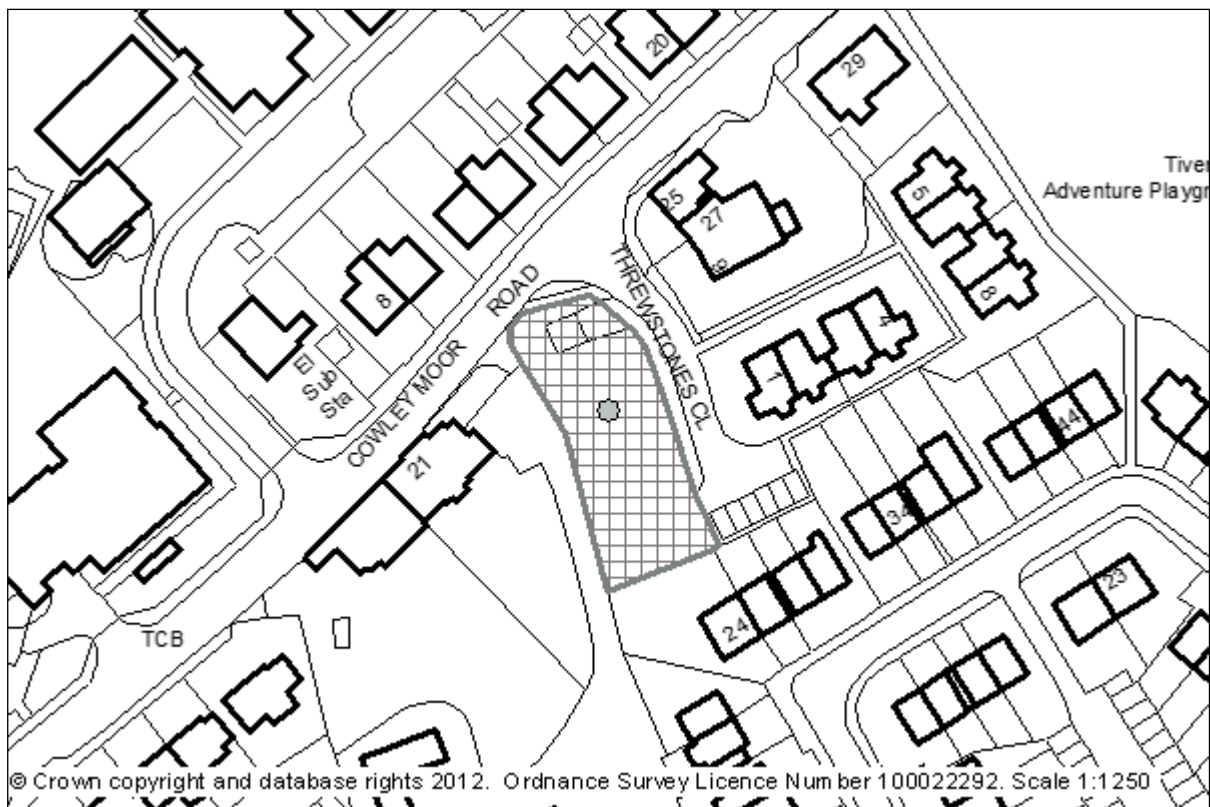 20
29
Tiver
Adventure Playgr
5
25
27
8
8
THREWSTONES CL
COWLEY MOOR ROAD
El
Sub
Sta
4
1
21
44
34
24
23
TCB
© Crown copyright and database rights 2012. Ordnance Survey Licence Number 100022292. Scale 1:1250